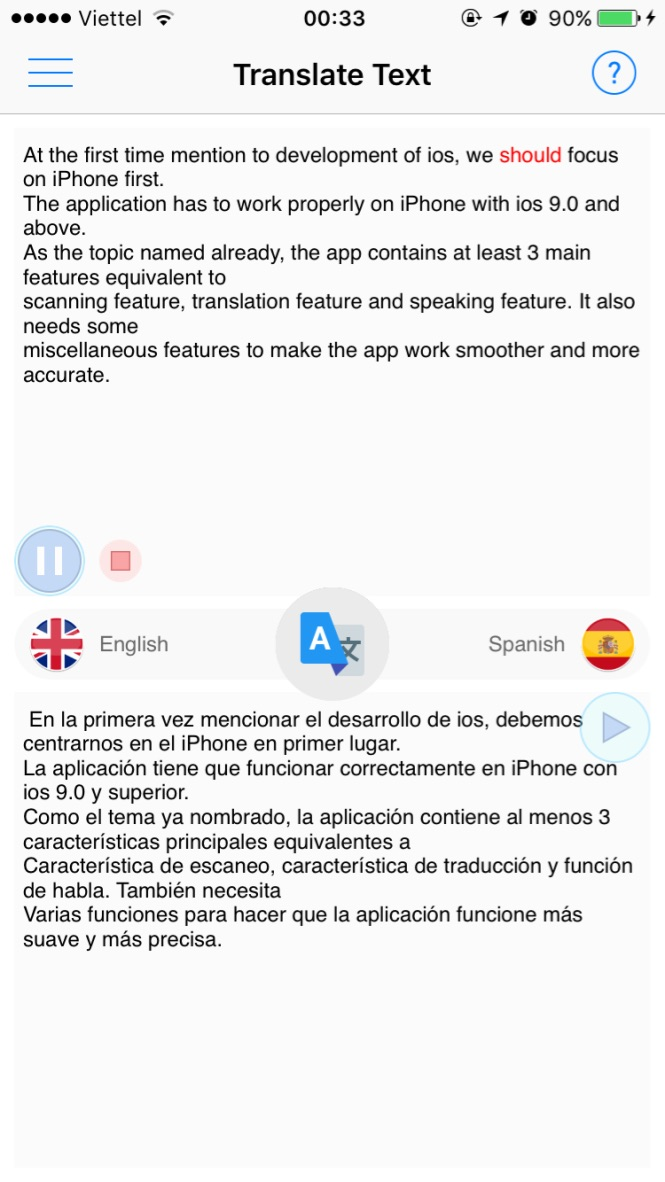 Viettel 00:33 90%
Translate Text ?
At the first time mention to development of ios, we should focus
on iPhone first.
The application has to work properly on iPhone with ios 9.0 and
above.
As the topic named already, the app contains at least 3 main
features equivalent to
scanning feature, translation feature and speaking feature. It also
needs some
miscellaneous features to make the app work smoother and more
accurate.
English A 文 Spanish
En la primera vez mencionar el desarrollo de ios, debemos
centrarnos en el iPhone en primer lugar.
La aplicación tiene que funcionar correctamente en iPhone con
ios 9.0 y superior.
Como el tema ya nombrado, la aplicación contiene al menos 3
características principales equivalentes a
Característica de escaneo, característica de traducción y función
de habla. También necesita
Varias funciones para hacer que la aplicación funcione más
suave y más precisa.